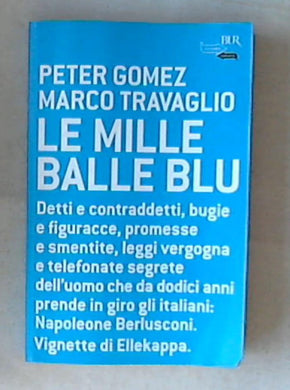 BUR
PETER GOMEZ
MARCO TRAVAGLIO
LE MILLE
BALLE BLU
Detti e contraddetti, bugie
e figuracce, promesse
e smentite, leggi vergogna
e telefonate segrete
dell'uomo che da dodici anni
prende in giro gli italiani:
Napoleone Berlusconi.
Vignette di Ellekappa.